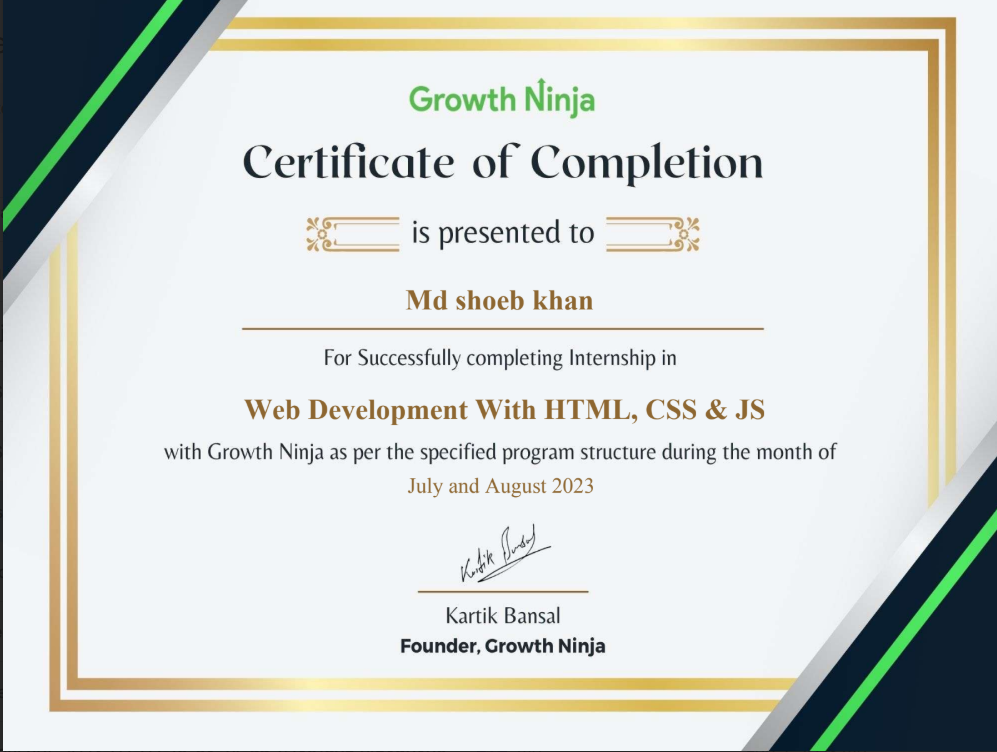 Growth Ninja
Certificate of Completion
is presented to
Md shoeb khan
For Successfully completing Internship in
Web Development With HTML, CSS & JS
with Growth Ninja as per the specified program structure during the month of
July and August 2023
Kartik Bansal
Kartik Bansal
Founder, Growth Ninja